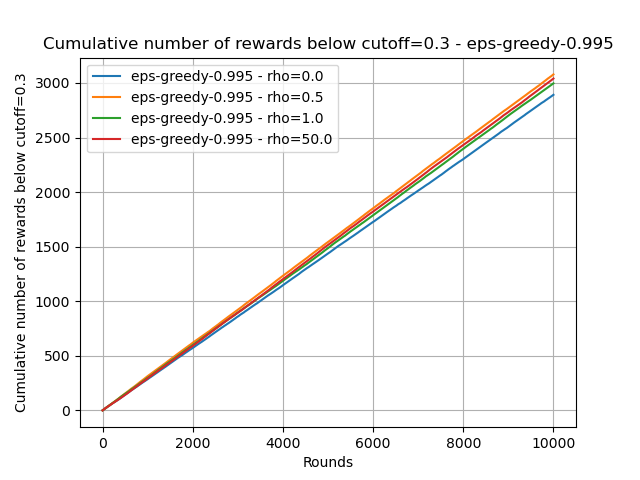 Cumulative number of rewards below cutoff=0.3 - eps-greedy-0.995
Cumulative number of rewards below cutoff=0.3
3000
2500
2000
1500
1000
500
0
eps-greedy-0.995 - rho=0.0
eps-greedy-0.995 - rho=0.5
eps-greedy-0.995 - rho=1.0
eps-greedy-0.995 - rho=50.0
0 2000 4000 6000 8000 10000
Rounds